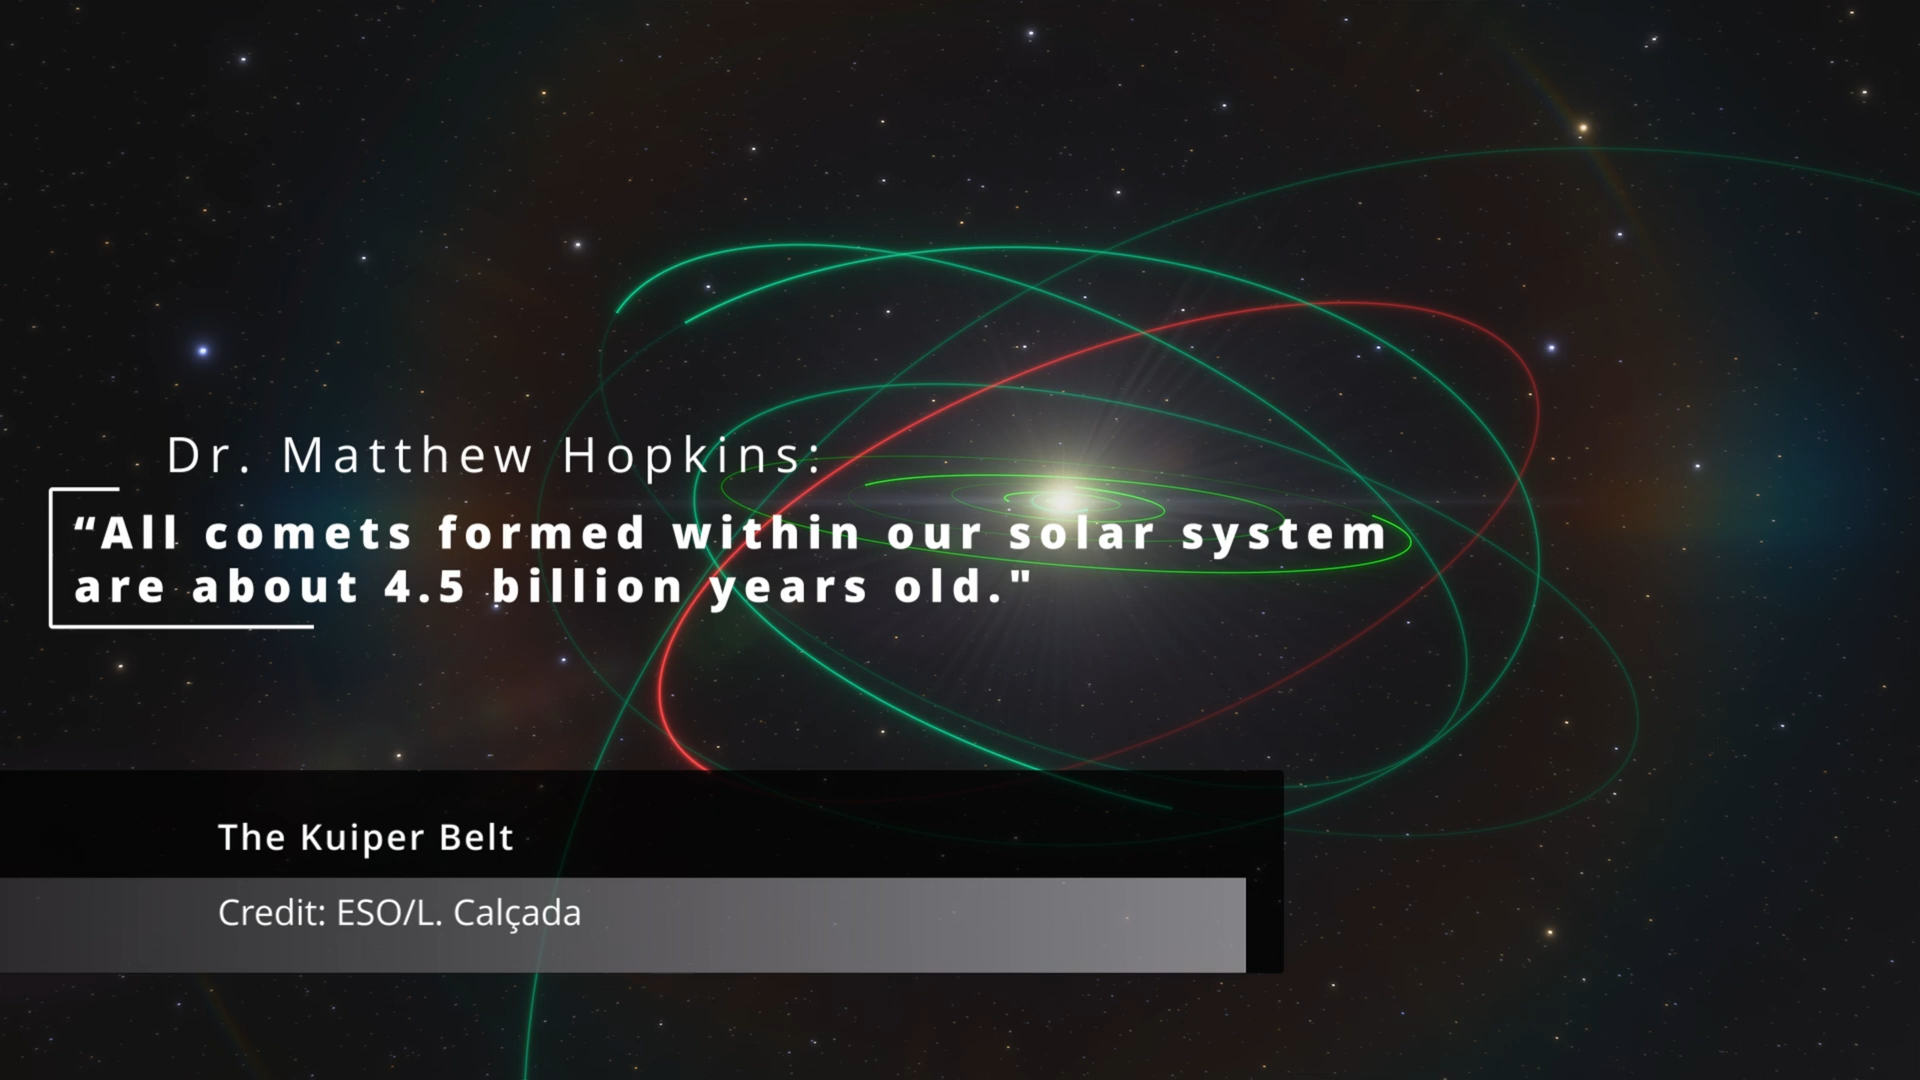 Dr. Matthew Hopkins:
“All comets formed within our solar system
are about 4.5 billion years old."
The Kuiper Belt
Credit: ESO/L. Calçada